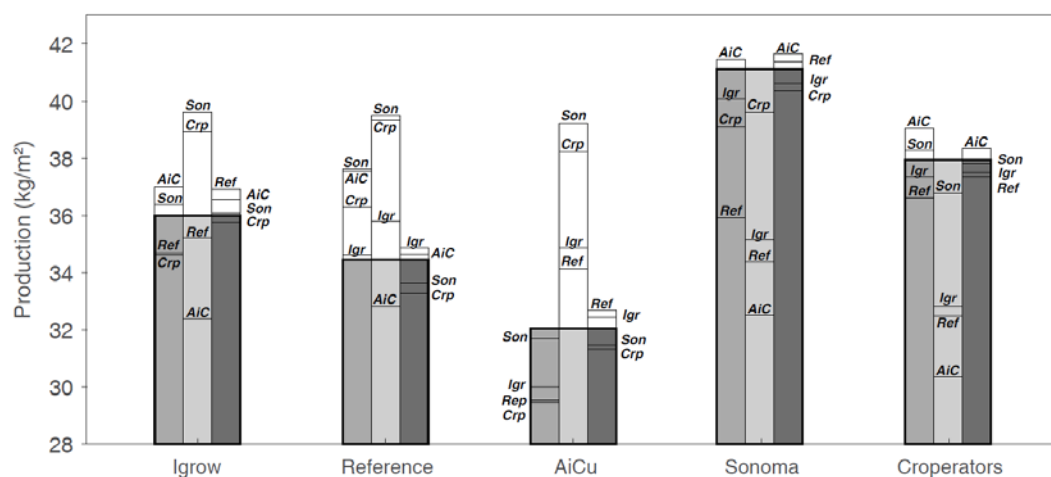 Production (kg/m²)
42
40
38
36
34
32
30
28
AiC
Son
Ref
Crp
Son
Crp
Ref
AiC
Ref
AiC
Son
Crp
Son
AiC
Crp
Igr
Son
Crp
Igr
AiC
Igr
AiC
Son
Crp
Son
Igr
Rep
Crp
Son
Crp
Igr
Ref
Ref
Igr
Son
Crp
AiC
Igr
Crp
Ref
Crp
Igr
Ref
AiC
AiC
Ref
Igr
Crp
AiC
Son
Igr
Ref
Son
Igr
Ref
AiC
AiC
Son
Igr
Ref
Igrow Reference AiCu Sonoma Croperators